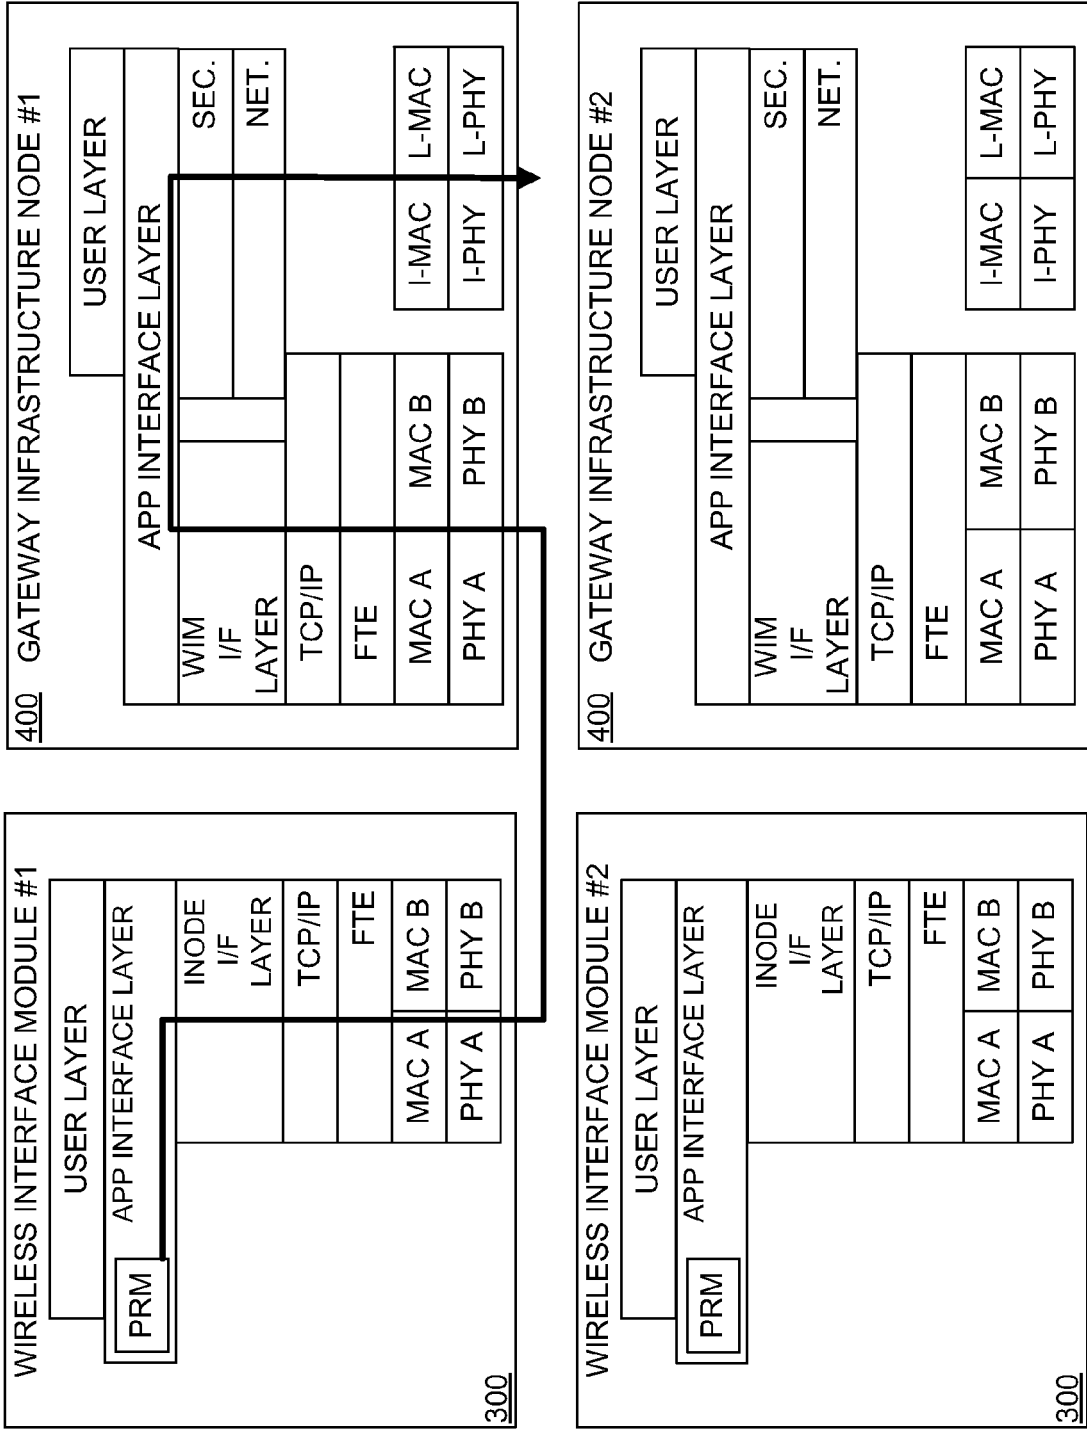 WIRELESS INTERFACE MODULE #1
USER LAYER
PRM
APP INTERFACE LAYER
INODE
I/F
LAYER
TCP/IP
FTE
MAC A
MAC B
PHY A
PHY B
300
400
GATEWAY INFRASTRUCTURE NODE #1
USER LAYER
APP INTERFACE LAYER
WIM
I/F
LAYER
SEC.
NET.
TCP/IP
FTE
MAC A
MAC B
I-MAC
L-MAC
PHY A
PHY B
I-PHY
L-PHY
WIRELESS INTERFACE MODULE #2
USER LAYER
PRM
APP INTERFACE LAYER
INODE
I/F
LAYER
TCP/IP
FTE
MAC A
MAC B
PHY A
PHY B
300
400
GATEWAY INFRASTRUCTURE NODE #2
USER LAYER
APP INTERFACE LAYER
WIM
I/F
LAYER
SEC.
NET.
TCP/IP
FTE
MAC A
MAC B
I-MAC
L-MAC
PHY A
PHY B
I-PHY
L-PHY